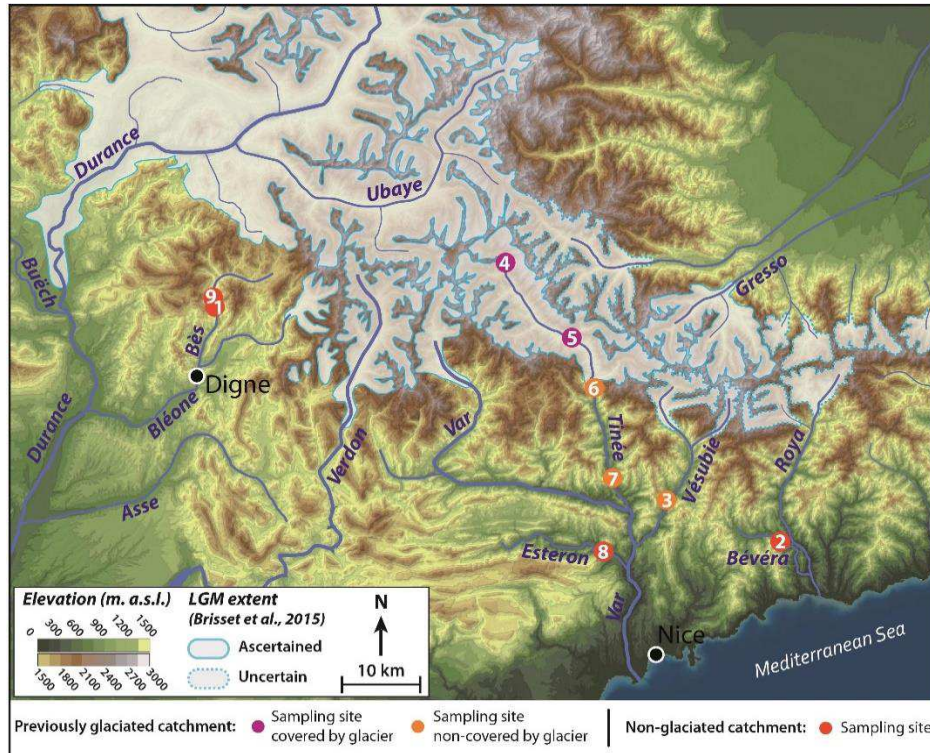 Durance
Ubaye
Buëch
4
Gresso
9
1
Bès
5
Digne
6
Bléone
Durance
Verdon
Var
Tinée
Vésubie
Roya
7
3
Asse
2
Esteron
8
Bévéra
Var
Nice
Mediterranean Sea
Elevation (m. a.s.l.)
0 300 600 900 1200 1500
1500 1800 2100 2400 2700 3000
LGM extent
(Brisset et al., 2015)
Ascertained
Uncertain
N
10 km
Previously glaciated catchment:
Sampling site
covered by glacier
Sampling site
non-covered by glacier
Non-glaciated catchment:
Sampling site